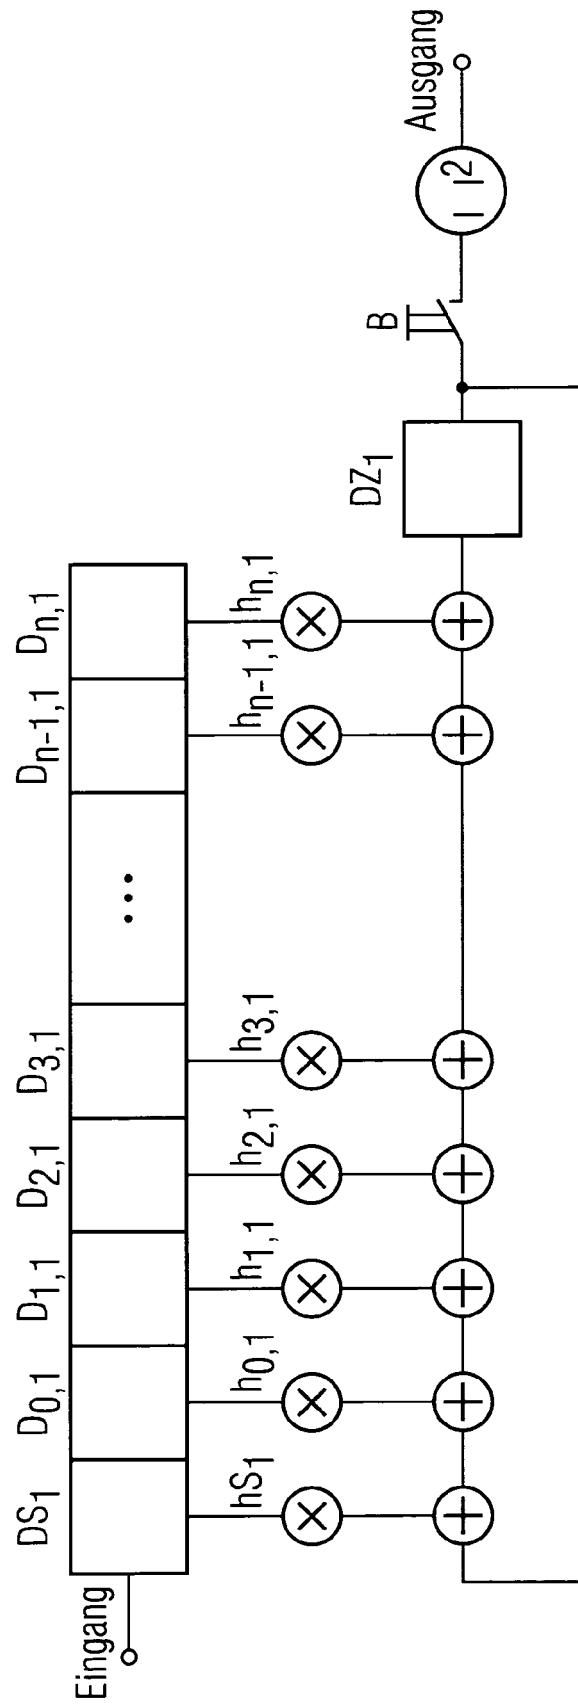 Eingang
DS1
D0,1
D1,1
D2,1
D3,1
...
Dn-1,1
Dn,1
hS1
h0,1
h1,1
h2,1
h3,1
hn-1,1
hn,1
DZ1
B
| |2
Ausgang